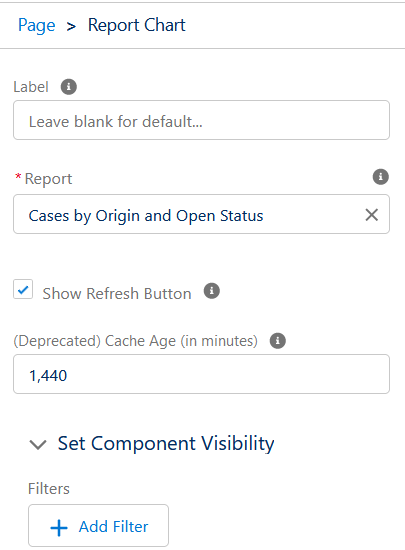 Page > Report Chart
Label
Leave blank for default...
* Report
Cases by Origin and Open Status
Show Refresh Button
(Deprecated) Cache Age (in minutes)
1,440
Set Component Visibility
Filters
Add Filter